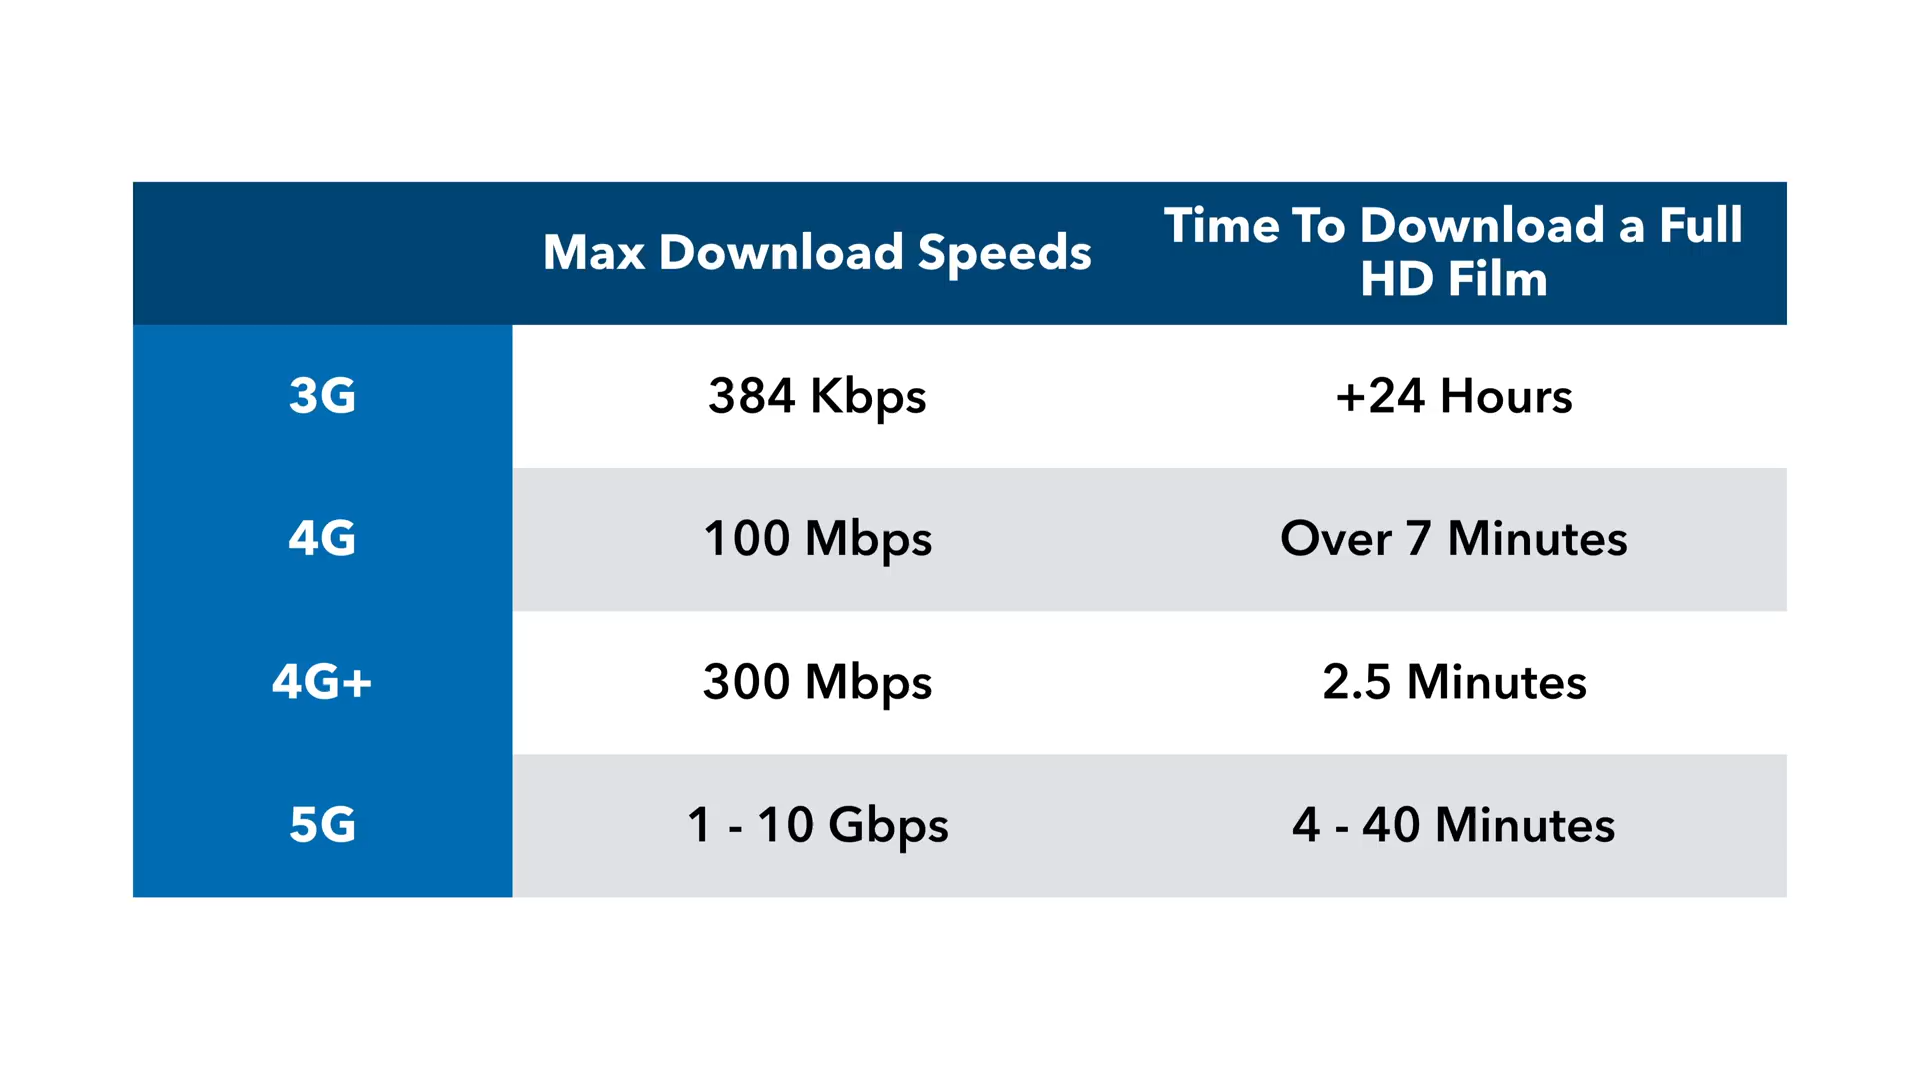 Max Download Speeds
Time To Download a Full
HD Film
3G
384 Kbps
+24 Hours
4G
100 Mbps
Over 7 Minutes
4G+
300 Mbps
2.5 Minutes
5G
1 - 10 Gbps
4 - 40 Minutes